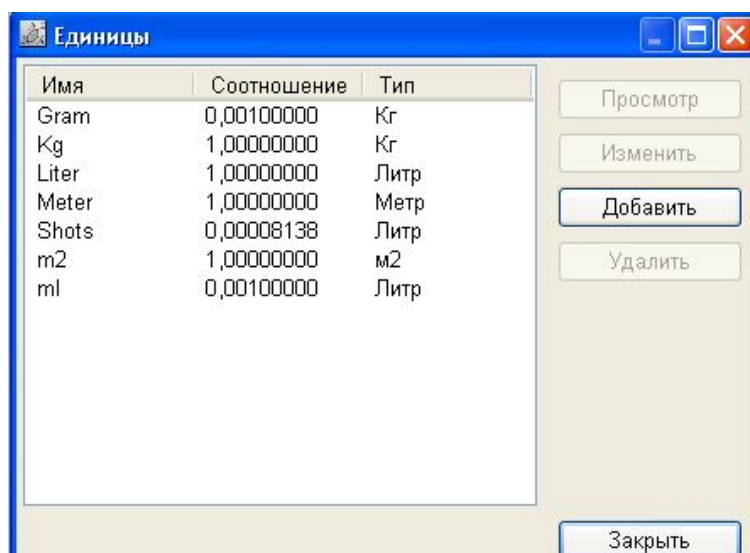 Единицы
Имя Соотношение Тип
Gram 0,00100000 Кг
Kg 1,00000000 Кг
Liter 1,00000000 Литр
Meter 1,00000000 Метр
Shots 0,00008138 Литр
m2 1,00000000 м2
ml 0,00100000 Литр
Просмотр
Изменить
Добавить
Удалить
Закрыть